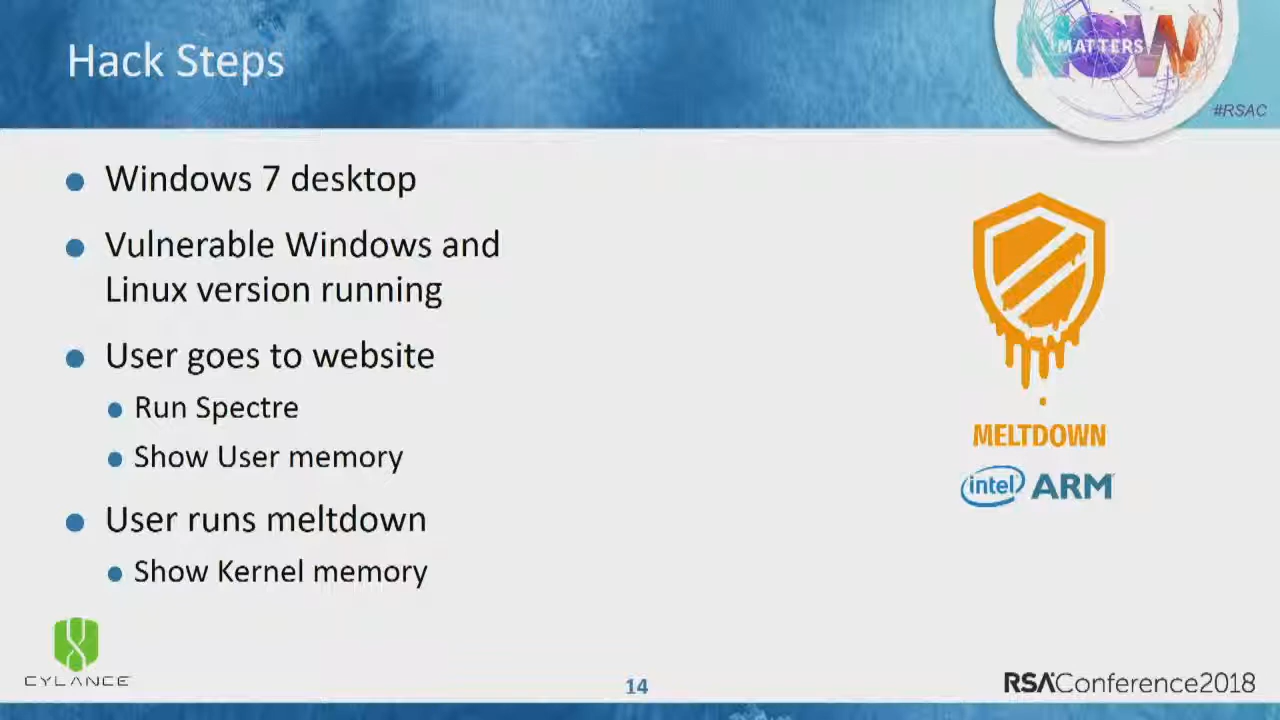 Hack Steps
NOW
MATTERS
#RSAC
Windows 7 desktop
Vulnerable Windows and
Linux version running
User goes to website
Run Spectre
Show User memory
User runs meltdown
Show Kernel memory
MELTDOWN
intel ARM
CYLANCE
14
RSAConference2018